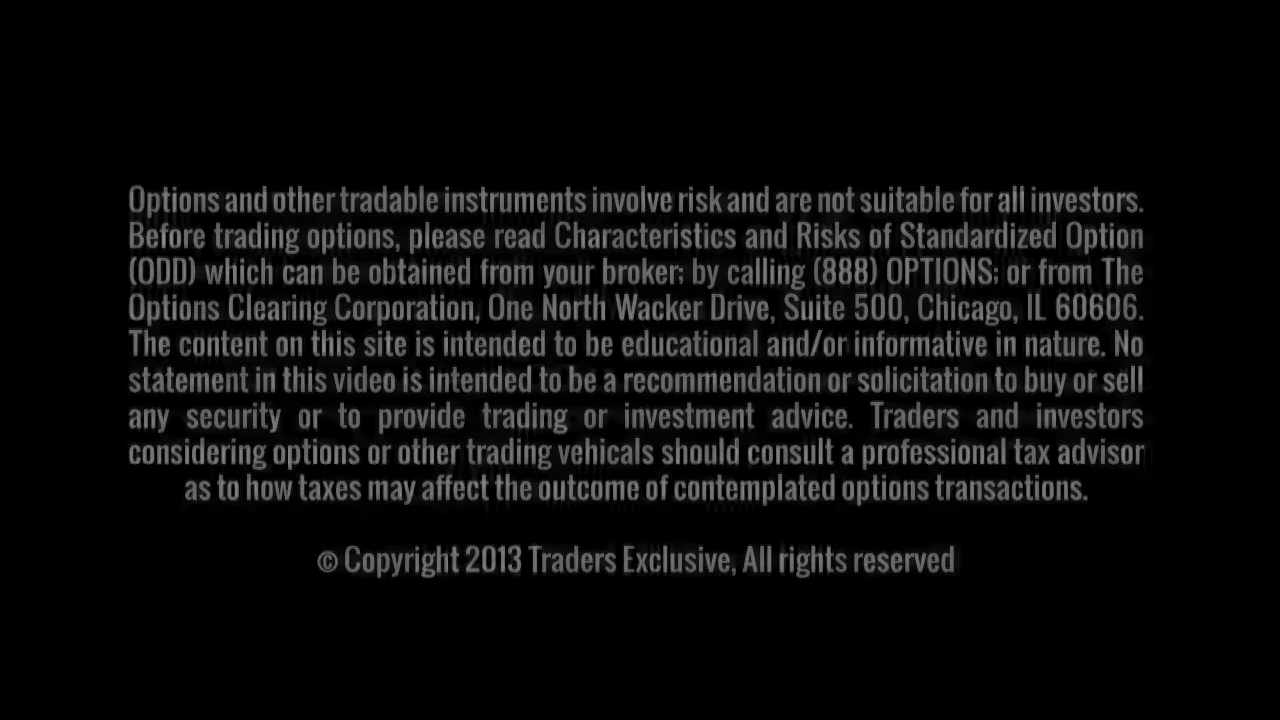 Options and other tradable instruments involve risk and are not suitable for all investors.
Before trading options, please read Characteristics and Risks of Standardized Option
(ODD) which can be obtained from your broker; by calling (888) OPTIONS; or from The
Options Clearing Corporation, One North Wacker Drive, Suite 500, Chicago, IL 60606.
The content on this site is intended to be educational and/or informative in nature. No
statement in this video is intended to be a recommendation or solicitation to buy or sell
any security or to provide trading or investment advice. Traders and investors
considering options or other trading vehicals should consult a professional tax advisor
as to how taxes may affect the outcome of contemplated options transactions.
© Copyright 2013 Traders Exclusive, All rights reserved